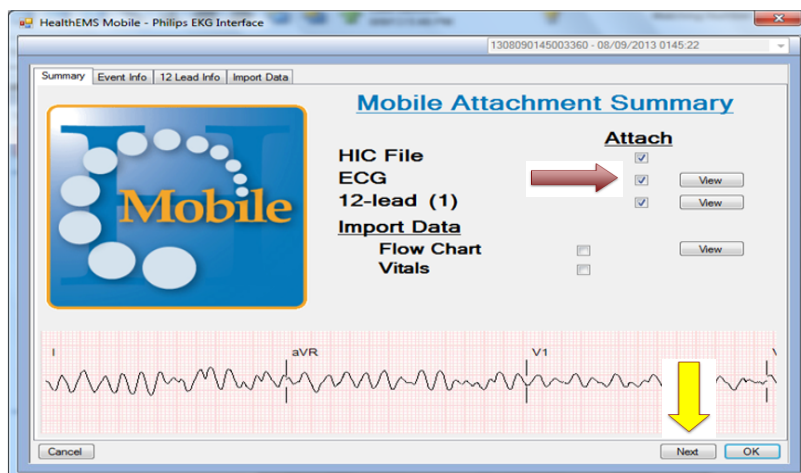 HealthEMS Mobile - Philips EKG Interface
1308090145003360 - 08/09/2013 0145:22
Summary Event Info 12 Lead Info Import Data
Mobile Attachment Summary
Attach
HIC File
ECG View
12-lead (1) View
Import Data
Flow Chart View
Vitals
Mobile
I aVR V1
Cancel Next OK